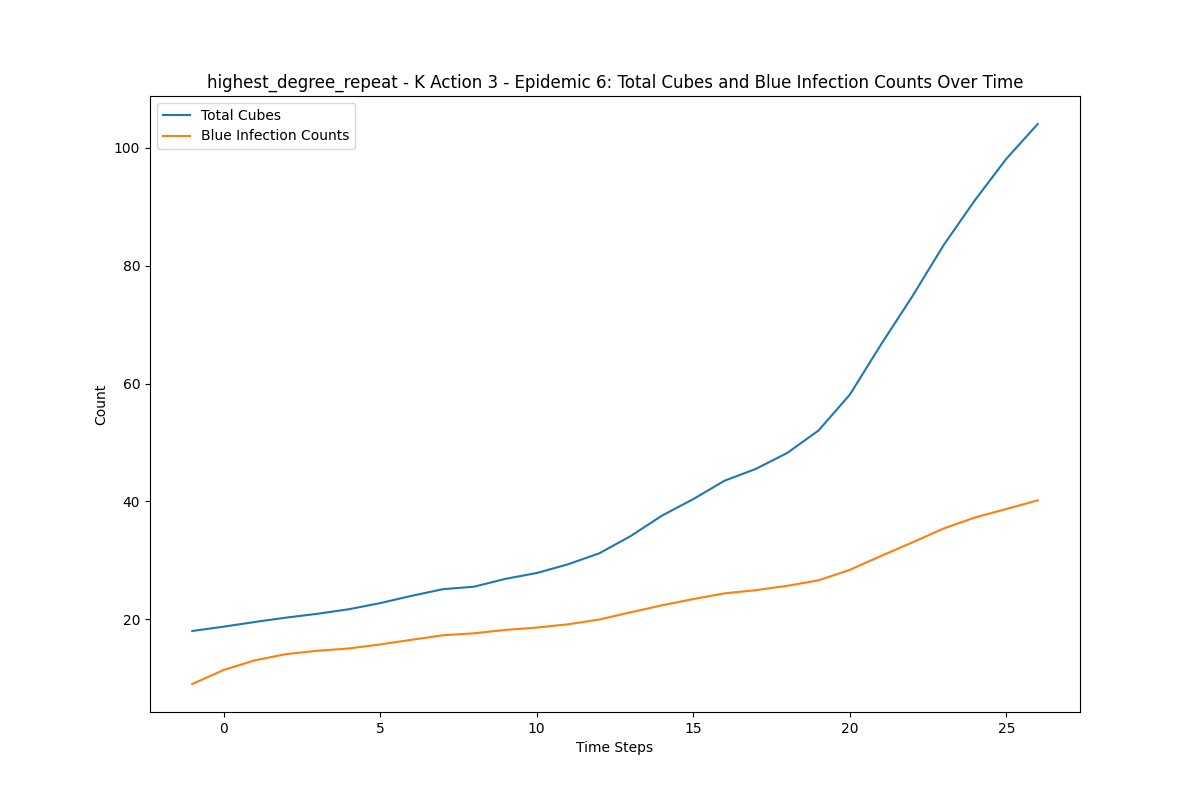 highest_degree_repeat - K Action 3 - Epidemic 6: Total Cubes and Blue Infection Counts Over Time
Total Cubes
Blue Infection Counts
100
80
60
40
20
Count
0 5 10 15 20 25
Time Steps